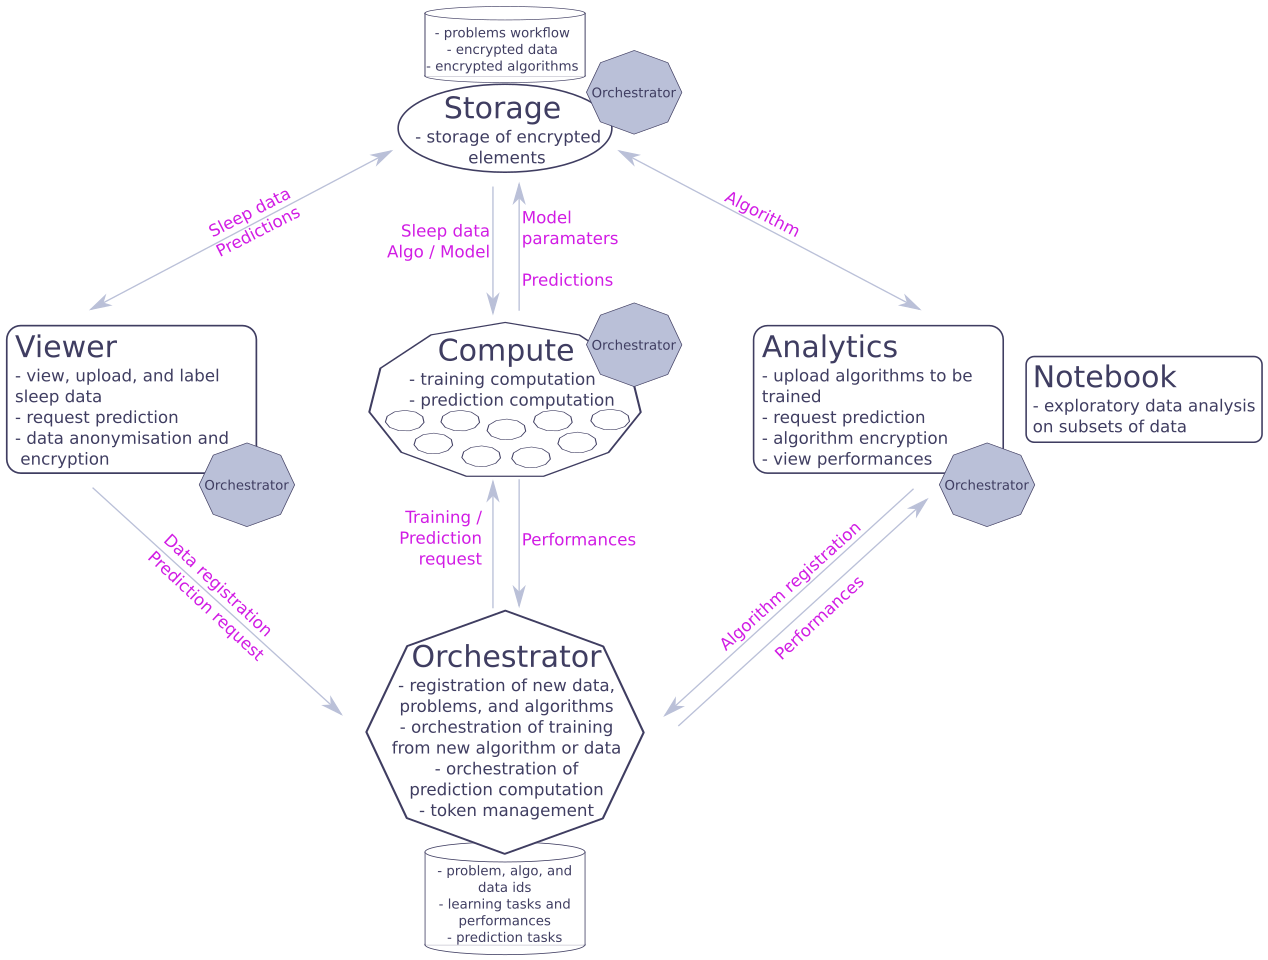 - problems workflow
- encrypted data
- encrypted algorithms
Orchestrator
Storage
- storage of encrypted
elements
Sleep data
Predictions
Sleep data
Algo / Model
Model
paramaters
Predictions
Algorithm
Viewer
- view, upload, and label
sleep data
- request prediction
- data anonymisation and
encryption
Orchestrator
Compute
- training computation
- prediction computation
Orchestrator
Analytics
- upload algorithms to be
trained
- request prediction
- algorithm encryption
- view performances
Orchestrator
Notebook
- exploratory data analysis
on subsets of data
Data registration
Prediction request
Training /
Prediction
request
Performances
Algorithm registration
Performances
Orchestrator
- registration of new data,
problems, and algorithms
- orchestration of training
from new algorithm or data
- orchestration of
prediction computation
- token management
- problem, algo, and
data ids
- learning tasks and
performances
- prediction tasks